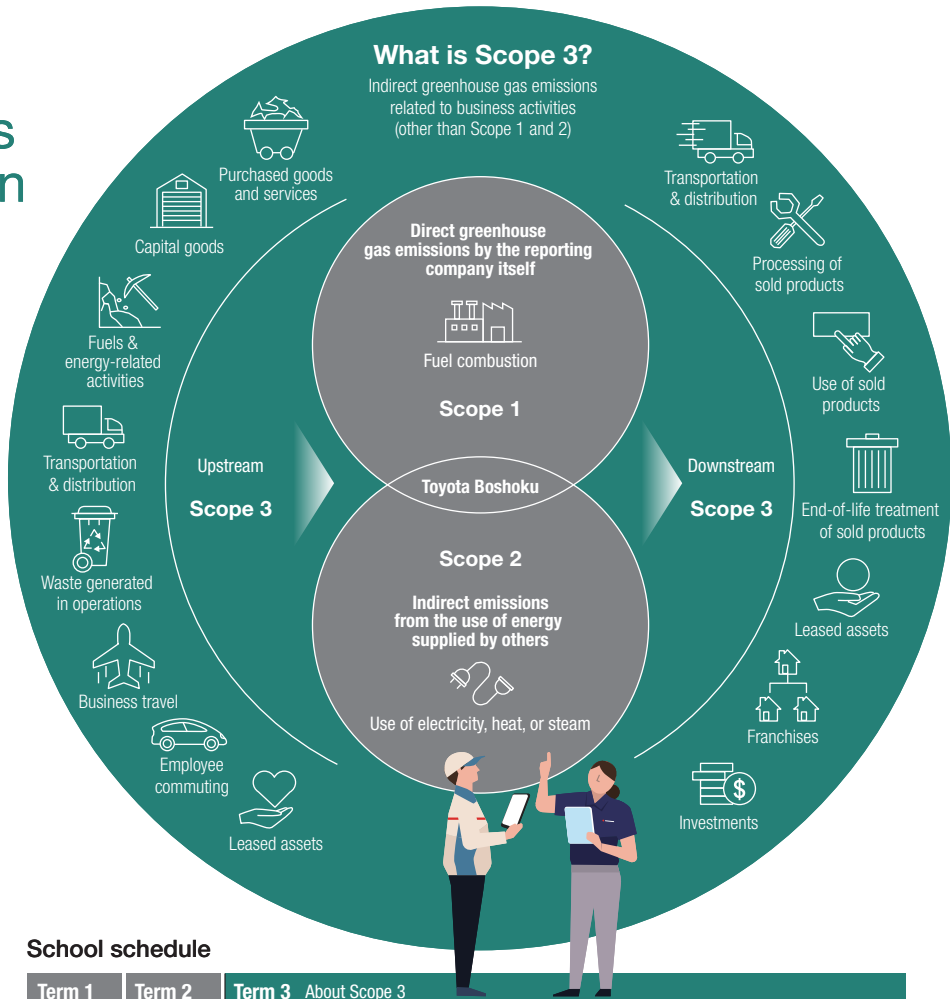 s
n
What is Scope 3?
Indirect greenhouse gas emissions
related to business activities
(other than Scope 1 and 2)
Purchased goods
and services
Capital goods
Fuels &
energy-related
activities
Transportation
& distribution
Waste generated
in operations
Business travel
Employee
commuting
Leased assets
Upstream
Scope 3
Direct greenhouse
gas emissions by the reporting
company itself
Fuel combustion
Scope 1
Toyota Boshoku
Scope 2
Indirect emissions
from the use of energy
supplied by others
Use of electricity, heat, or steam
Downstream
Scope 3
Transportation
& distribution
Processing of
sold products
Use of sold
products
End-of-life treatment
of sold products
Leased assets
Franchises
$
Investments
School schedule
Term 1
Term 2
Term 3 About Scope 3